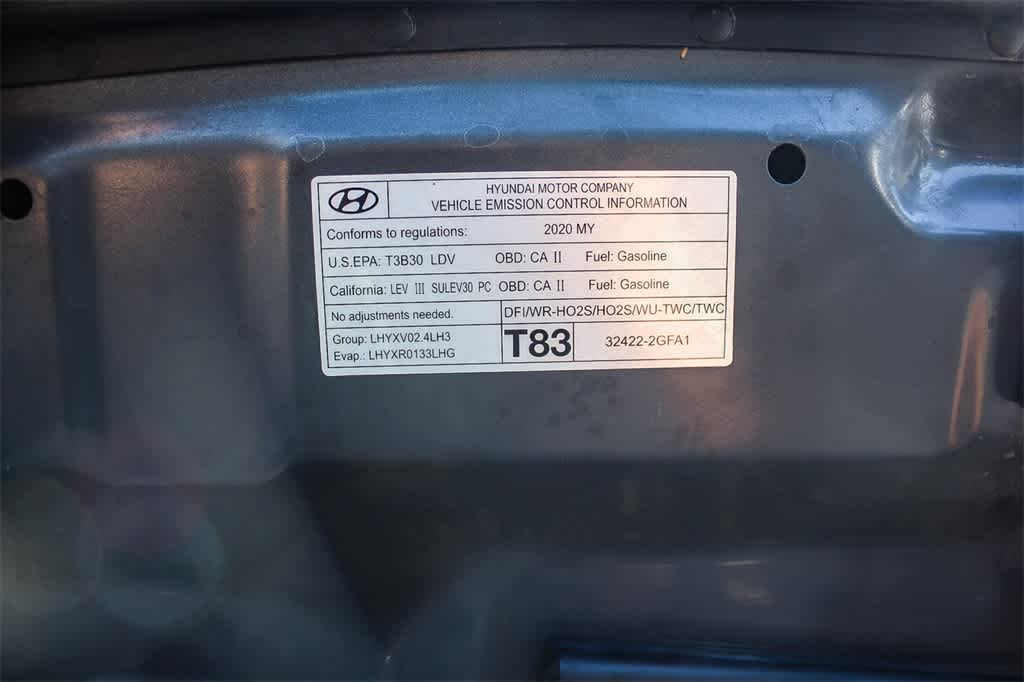 HYUNDAI MOTOR COMPANY
VEHICLE EMISSION CONTROL INFORMATION
Conforms to regulations: 2020 MY
U.S.EPA: T3B30 LDV OBD: CA II Fuel: Gasoline
California: LEV III SULEV30 PC OBD: CA II Fuel: Gasoline
No adjustments needed. DFI/WR-HO2S/HO2S/WU-TWC/TWC
Group: LHYXV02.4LH3
Evap.: LHYXR0133LHG
T83
32422-2GFA1